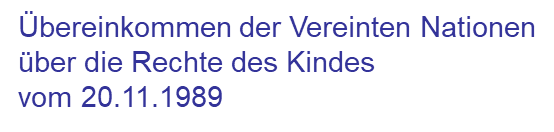 Übereinkommen der Vereinten Nationen
über die Rechte des Kindes
vom 20.11.1989